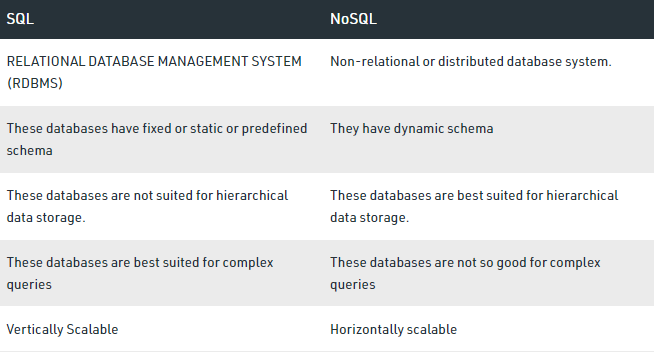 SQL
NoSQL
RELATIONAL DATABASE MANAGEMENT SYSTEM
(RDBMS)
Non-relational or distributed database system.
These databases have fixed or static or predefined
schema
They have dynamic schema
These databases are not suited for hierarchical
data storage.
These databases are best suited for hierarchical
data storage.
These databases are best suited for complex
queries
These databases are not so good for complex
queries
Vertically Scalable
Horizontally scalable